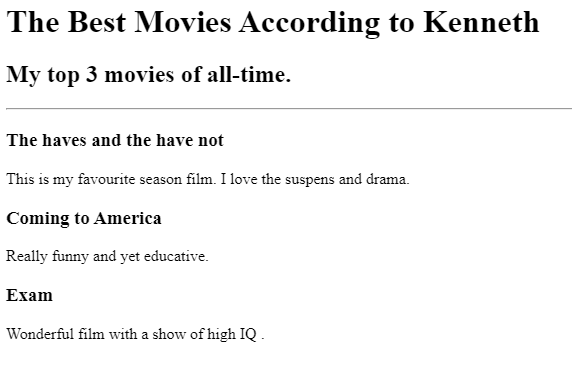 The Best Movies According to Kenneth
My top 3 movies of all-time.
The haves and the have not
This is my favourite season film. I love the suspens and drama.
Coming to America
Really funny and yet educative.
Exam
Wonderful film with a show of high IQ .